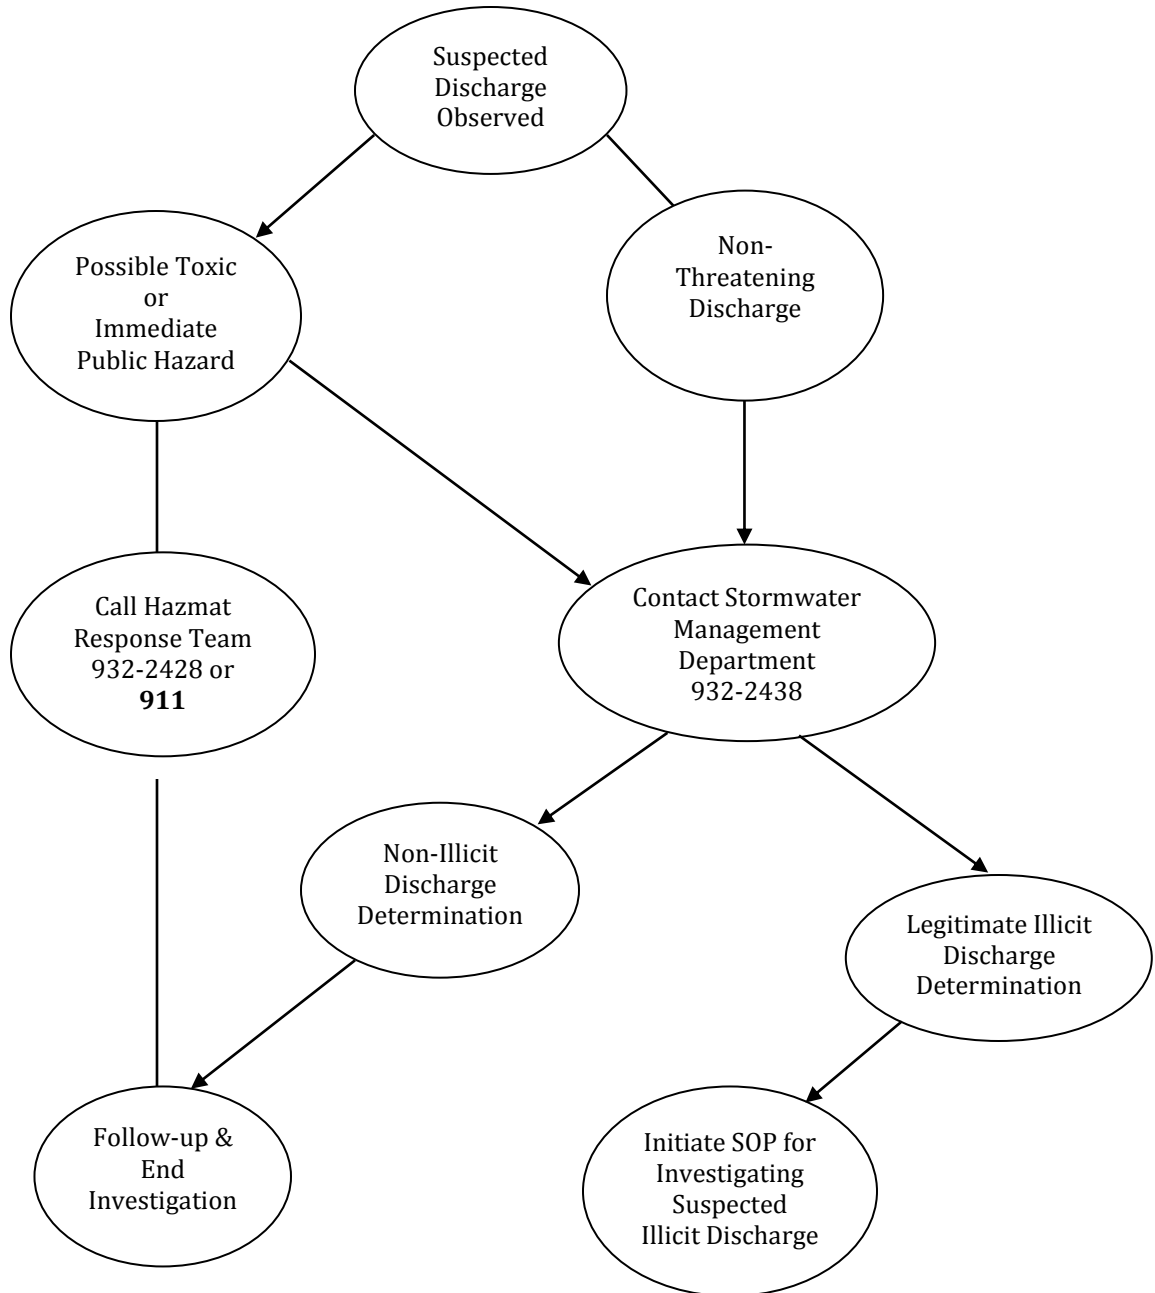 Suspected
Discharge
Observed
Possible Toxic
or
Immediate
Public Hazard
Non-
Threatening
Discharge
Call Hazmat
Response Team
932-2428 or
911
Contact Stormwater
Management
Department
932-2438
Non-Illicit
Discharge
Determination
Legitimate Illicit
Discharge
Determination
Follow-up &
End
Investigation
Initiate SOP for
Investigating
Suspected
Illicit Discharge